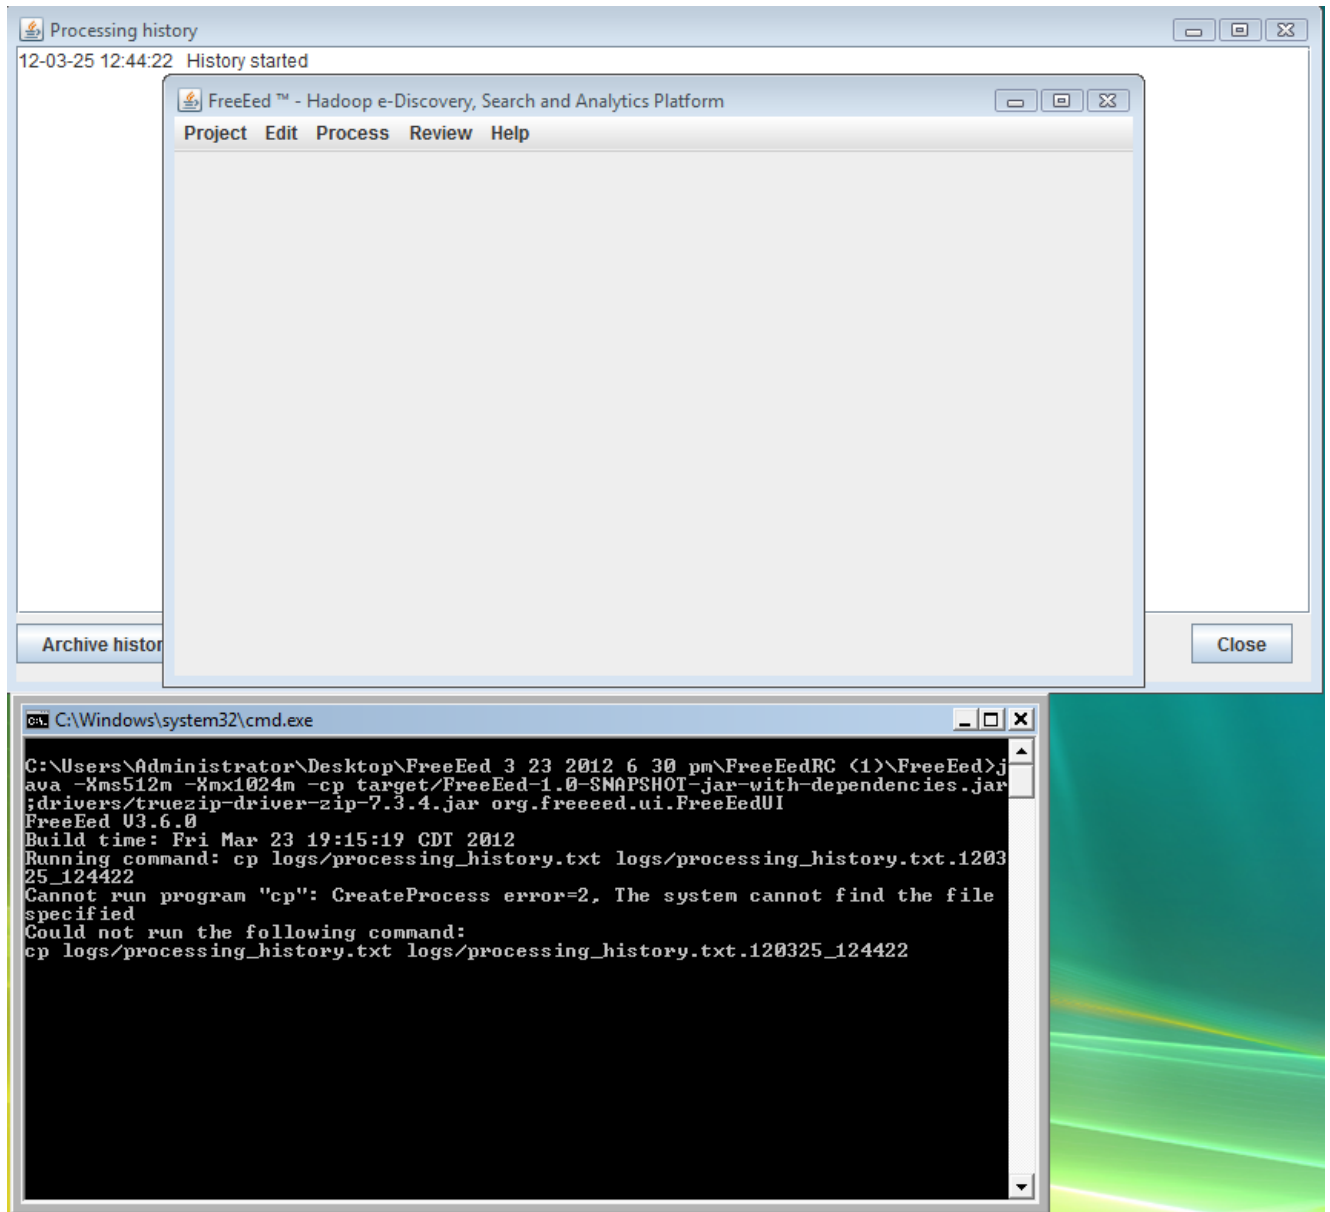 Processing history
12-03-25 12:44:22 History started
FreeEed ™ - Hadoop e-Discovery, Search and Analytics Platform
Project Edit Process Review Help
Archive histor
Close
C:\Windows\system32\cmd.exe
C:\Users\Administrator\Desktop\FreeEed 3 23 2012 6 30 pm\FreeEedRC (1)\FreeEed>j
ava -Xms512m -Xmx1024m -cp target/FreeEed-1.0-SNAPSHOT-jar-with-dependencies.jar
;drivers/truezip-driver-zip-7.3.4.jar org.freeeed.ui.FreeEedUI
FreeEed V3.6.0
Build time: Fri Mar 23 19:15:19 CDT 2012
Running command: cp logs/processing_history.txt logs/processing_history.txt.1203
25_124422
Cannot run program "cp": CreateProcess error=2, The system cannot find the file
specified
Could not run the following command:
cp logs/processing_history.txt logs/processing_history.txt.120325_124422